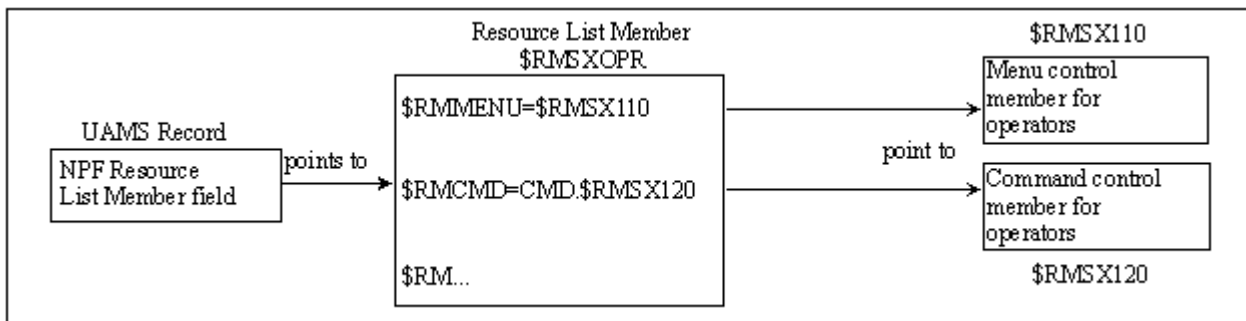 UAMS Record
NPF Resource
List Member field
points to
Resource List Member
$RMSXOPR
$RMMENU=$RMSX110
$RMCMD=CMD.$RMSX120
$RM...
point to
$RMSX110
Menu control
member for
operators
Command control
member for
operators
$RMSX120